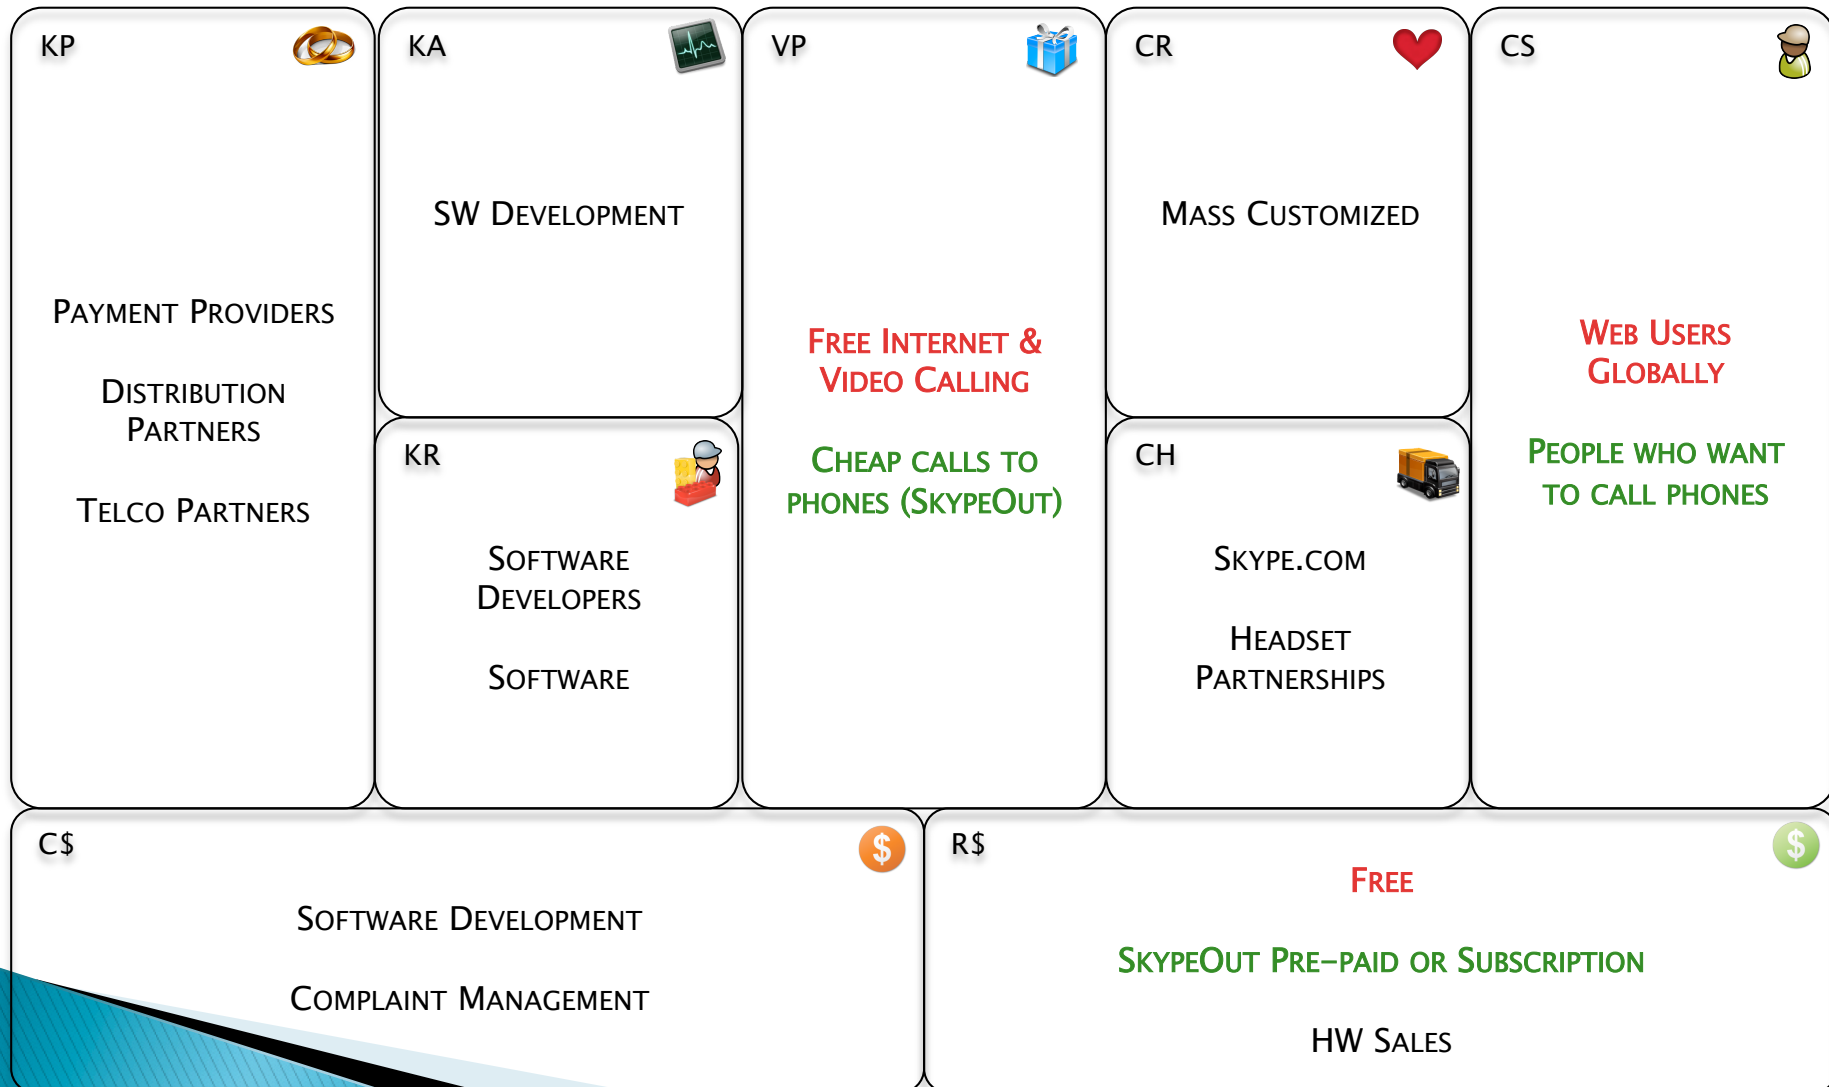 KP
PAYMENT PROVIDERS
DISTRIBUTION
PARTNERS
TELCO PARTNERS
KA
SW DEVELOPMENT
KR
SOFTWARE
DEVELOPERS
SOFTWARE
VP
FREE INTERNET &
VIDEO CALLING
CHEAP CALLS TO
PHONES (SKYPEOUT)
CR
MASS CUSTOMIZED
CH
SKYPE.COM
HEADSET
PARTNERSHIPS
CS
WEB USERS
GLOBALLY
PEOPLE WHO WANT
TO CALL PHONES
C$
$
SOFTWARE DEVELOPMENT
COMPLAINT MANAGEMENT
R$
$
FREE
SKYPEOUT PRE-PAID OR SUBSCRIPTION
HW SALES